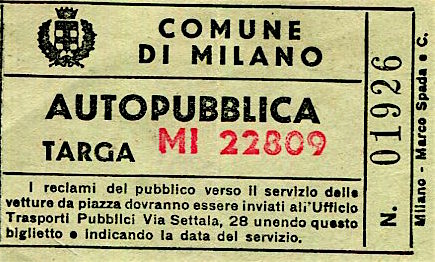 COMUNE
DI MILANO
AUTOPUBBLICA
TARGA MI 22809
I reclami del pubblico verso il servizio delle
vetture da piazza dovranno essere inviati all'Ufficio
Trasporti Pubblici Via Settala, 28 unendo questo
biglietto e indicando la data del servizio.
N. 01926
Milano - Marco Spada e C.